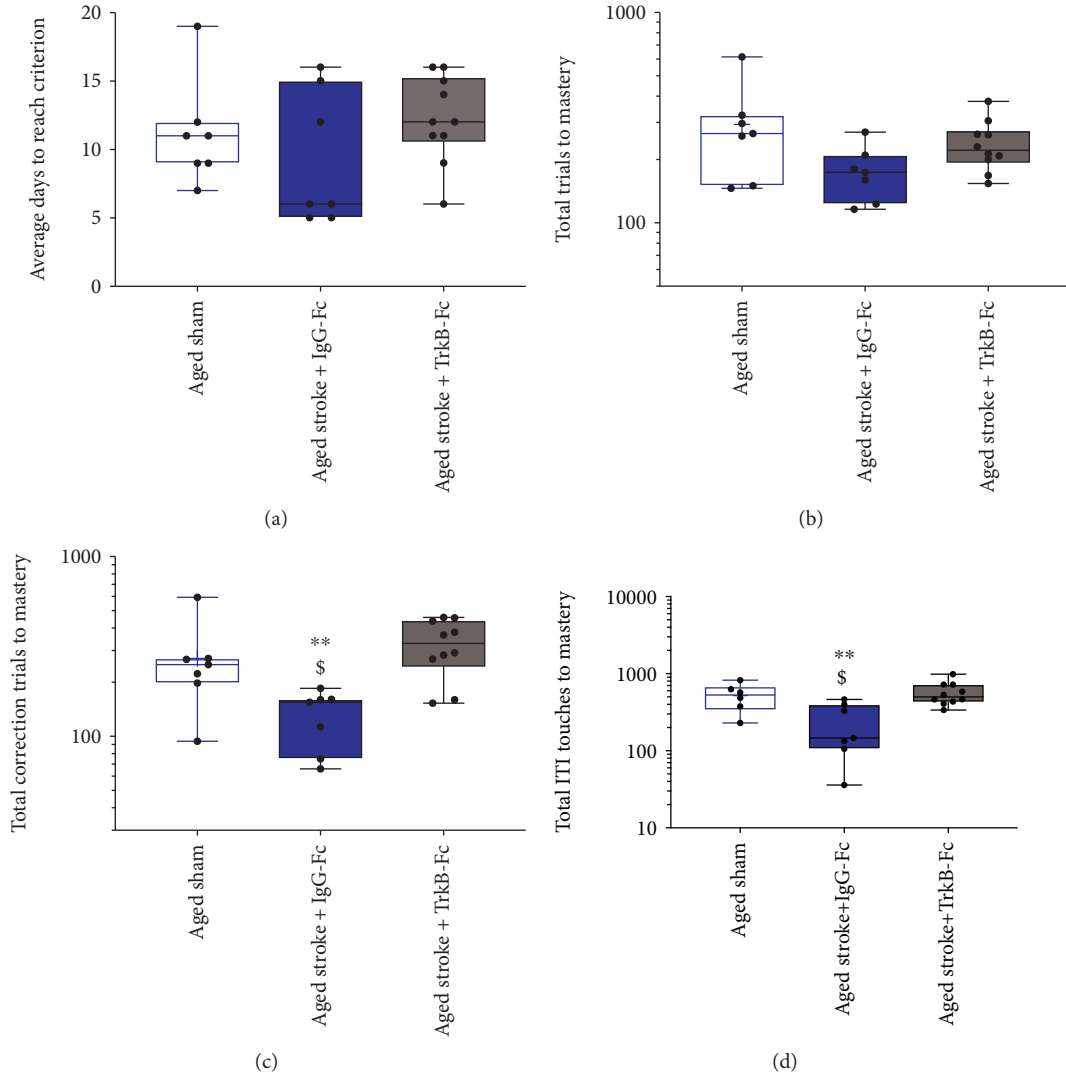 Average days to reach criterion
20
15
10
5
0
Aged sham
Aged stroke + IgG-Fc
Aged stroke + TrkB-Fc
(a)
Total trials to mastery
1000
100
Aged sham
Aged stroke + IgG-Fc
Aged stroke + TrkB-Fc
(b)
Total correction trials to mastery
1000
100
**
$
Aged sham
Aged stroke + IgG-Fc
Aged stroke + TrkB-Fc
(c)
Total ITI touches to mastery
10000
1000
100
10
**
$
Aged sham
Aged stroke+IgG-Fc
Aged stroke+TrkB-Fc
(d)